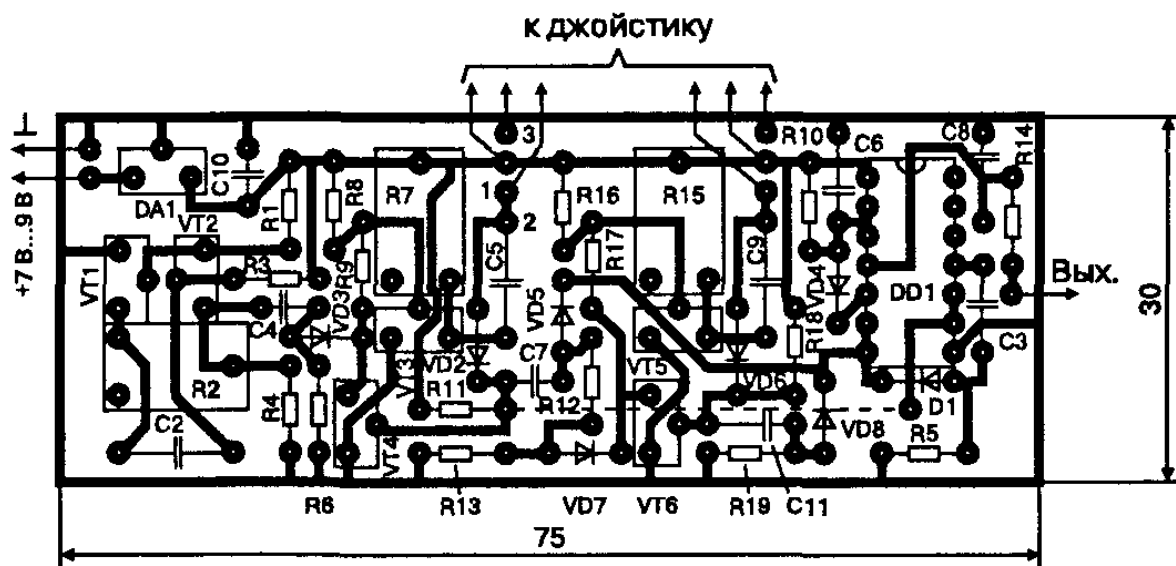 к джойстику
3
R10
C6
C8
R14
+7 В...9 В
DA1
C10
R1
R8
R7
1
2
R16
R15
VT2
R3
R9
C5
R17
C9
VD4
DD1
Вых.
VT1
C4
VD3
VD5
R18
C3
30
R2
VT3
VD2
C7
VT5
VD6
R4
R11
R12
D1
C2
VT4
VD8
R5
R6
R13
VD7
VT6
R19
C11
75